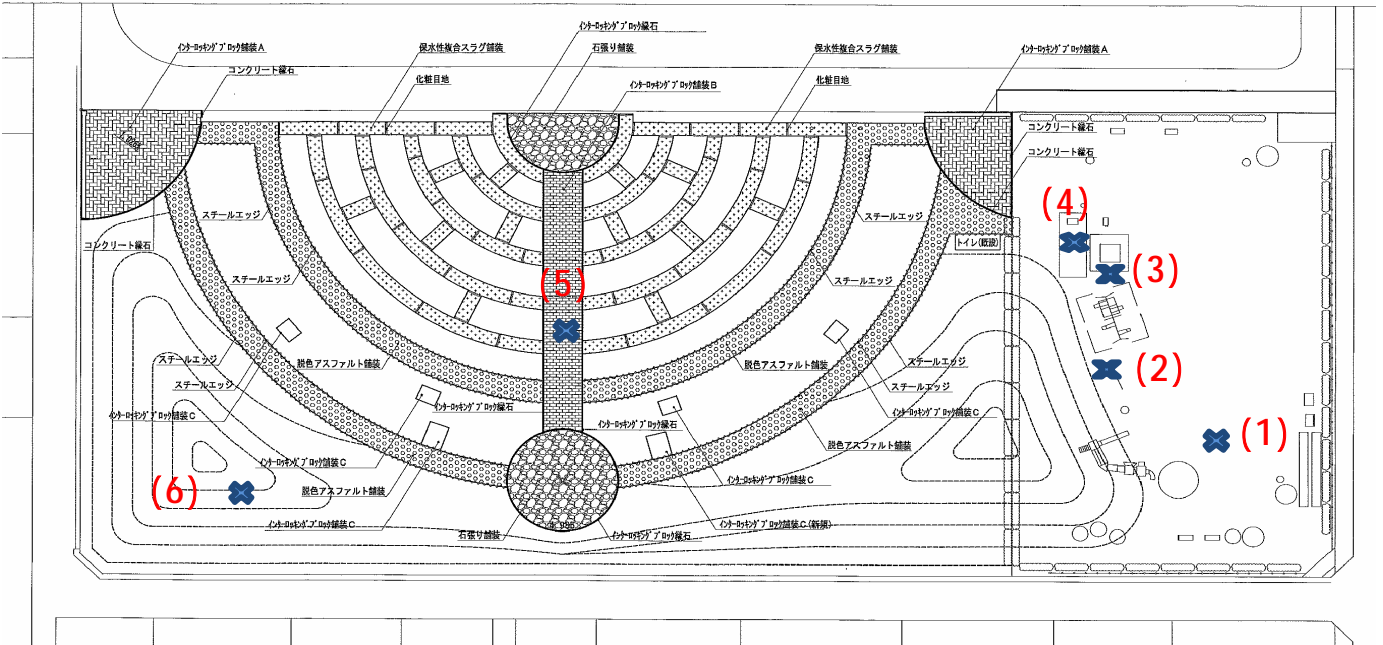 インターロッキングブロック縁石
インターロッキングブロック舗装A
保水性複合スラグ舗装
石張り舗装
保水性複合スラグ舗装
インターロッキングブロック舗装A
コンクリート縁石
化粧目地
インターロッキングブロック舗装B
化粧目地
コンクリート縁石
コンクリート縁石
(4)
スチールエッジ
スチールエッジ
コンクリート縁石
トイレ(既設)
(3)
スチールエッジ
(5)
スチールエッジ
スチールエッジ
脱色アスファルト舗装
脱色アスファルト舗装
スチールエッジ
(2)
スチールエッジ
スチールエッジ
インターロッキングブロック舗装C
インターロッキングブロック縁石
インターロッキングブロック舗装C
インターロッキングブロック縁石
(1)
脱色アスファルト舗装
インターロッキングブロック舗装C
(6)
脱色アスファルト舗装
インターロッキングブロック舗装C
インターロッキングブロック舗装C
石張り舗装
インターロッキングブロック縁石
インターロッキングブロック舗装C(新規)